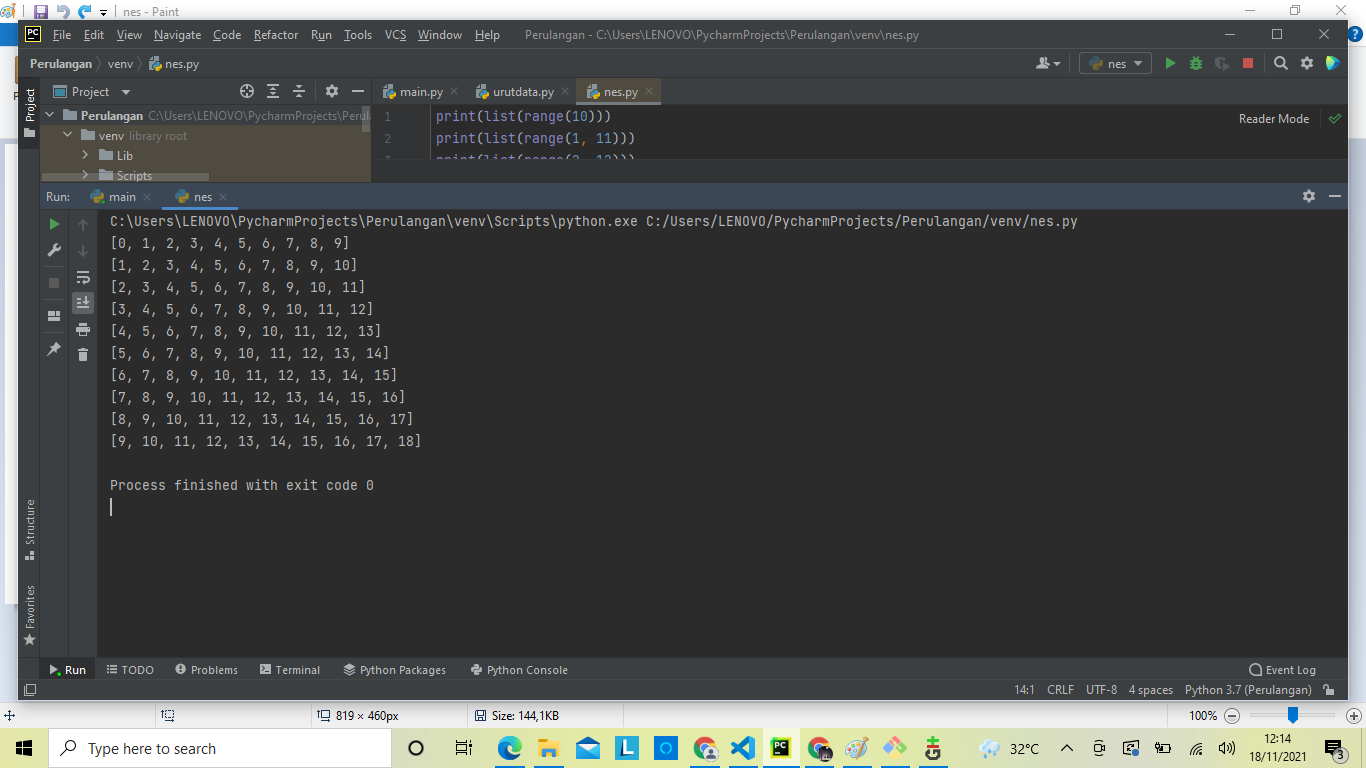 nes - Paint
File Edit View Navigate Code Refactor Run Tools VCS Window Help Perulangan - C:\Users\LENOVO\PycharmProjects\Perulangan\venv\nes.py
Perulangan venv nes.py nes
Project main.py urutdata.py nes.py
Project
Perulangan C:\Users\LENOVO\PycharmProjects\Perul
venv library root
Lib
Scripts
1 print(list(range(10)))
2 print(list(range(1, 11)))
3 print(list(range(2, 12)))
Reader Mode
Run: main nes
C:\Users\LENOVO\PycharmProjects\Perulangan\venv\Scripts\python.exe C:/Users/LENOVO/PycharmProjects/Perulangan/venv/nes.py
[0, 1, 2, 3, 4, 5, 6, 7, 8, 9]
[1, 2, 3, 4, 5, 6, 7, 8, 9, 10]
[2, 3, 4, 5, 6, 7, 8, 9, 10, 11]
[3, 4, 5, 6, 7, 8, 9, 10, 11, 12]
[4, 5, 6, 7, 8, 9, 10, 11, 12, 13]
[5, 6, 7, 8, 9, 10, 11, 12, 13, 14]
[6, 7, 8, 9, 10, 11, 12, 13, 14, 15]
[7, 8, 9, 10, 11, 12, 13, 14, 15, 16]
[8, 9, 10, 11, 12, 13, 14, 15, 16, 17]
[9, 10, 11, 12, 13, 14, 15, 16, 17, 18]
Process finished with exit code 0
Structure
Favorites
Run TODO Problems Terminal Python Packages Python Console Event Log
14:1 CRLF UTF-8 4 spaces Python 3.7 (Perulangan)
819 × 460px Size: 144,1KB 100%
Type here to search 32°C 12:14
18/11/2021 3